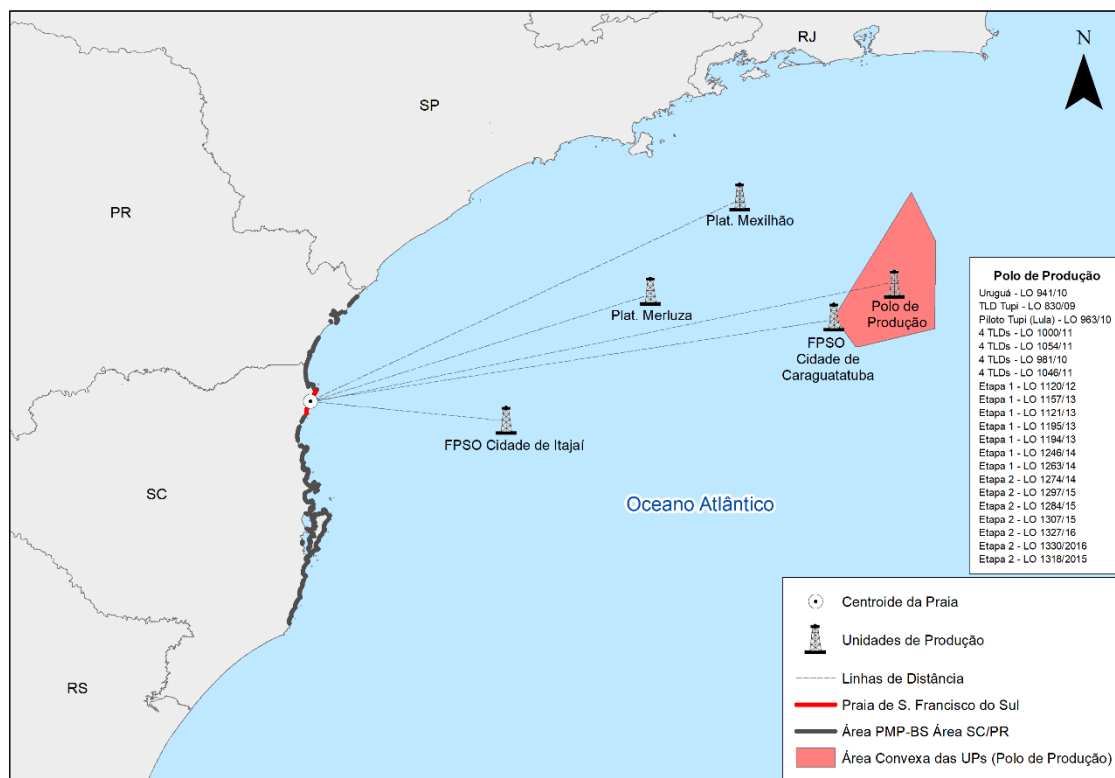 RJ
N
SP
PR
Plat. Mexilhão
Plat. Merluza
Polo de
Produção
FPSO
Cidade de
Caraguatatuba
FPSO Cidade de Itajaí
SC
Oceano Atlântico
RS
Polo de Produção
Uruguá - LO 941/10
TLD Tupi - LO 830/09
Piloto Tupi (Lula) - LO 963/10
4 TLDs - LO 1000/11
4 TLDs - LO 1054/11
4 TLDs - LO 981/10
4 TLDs - LO 1046/11
Etapa 1 - LO 1120/12
Etapa 1 - LO 1157/13
Etapa 1 - LO 1121/13
Etapa 1 - LO 1195/13
Etapa 1 - LO 1194/13
Etapa 1 - LO 1246/14
Etapa 1 - LO 1263/14
Etapa 2 - LO 1274/14
Etapa 2 - LO 1297/15
Etapa 2 - LO 1284/15
Etapa 2 - LO 1307/15
Etapa 2 - LO 1327/16
Etapa 2 - LO 1330/2016
Etapa 2 - LO 1318/2015
Centroide da Praia
Unidades de Produção
Linhas de Distância
Praia de S. Francisco do Sul
Área PMP-BS Área SC/PR
Área Convexa das UPs (Polo de Produção)